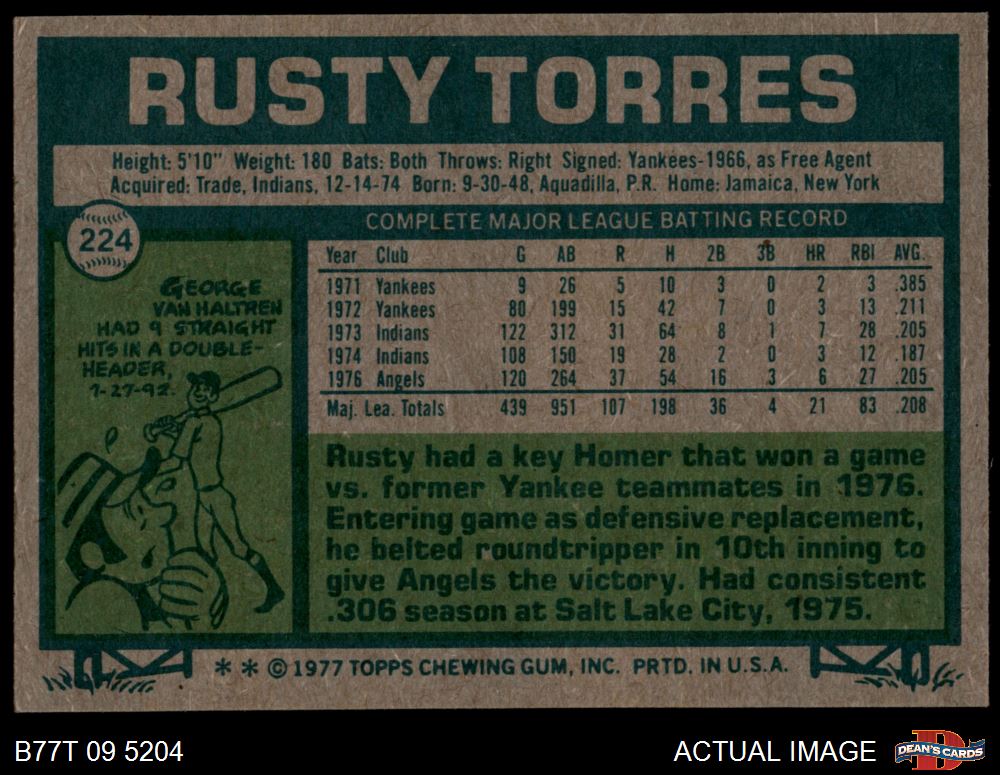 RUSTY TORRES
Height: 5'10" Weight: 180 Bats: Both Throws: Right Signed: Yankees-1966, as Free Agent
Acquired: Trade, Indians, 12-14-74 Born: 9-30-48, Aquadilla, P.R. Home: Jamaica, New York
224
COMPLETE MAJOR LEAGUE BATTING RECORD
Year Club G AB R H 2B 3B HR RBI AVG.
1971 Yankees 9 26 5 10 3 0 2 3 .385
1972 Yankees 80 199 15 42 7 0 3 13 .211
1973 Indians 122 312 31 64 8 1 7 28 .205
1974 Indians 108 150 19 28 2 0 3 12 .187
1976 Angels 120 264 37 54 16 3 6 27 .205
Maj. Lea. Totals 439 951 107 198 36 4 21 83 .208
GEORGE
VAN HALTREN
HAD 9 STRAIGHT
HITS IN A DOUBLE-
HEADER,
7-27-92.
Rusty had a key Homer that won a game
vs. former Yankee teammates in 1976.
Entering game as defensive replacement,
he belted roundtripper in 10th inning to
give Angels the victory. Had consistent
.306 season at Salt Lake City, 1975.
* * © 1977 TOPPS CHEWING GUM, INC. PRTD. IN U.S.A.
B77T 09 5204
ACTUAL IMAGE
D
DEAN'S CARDS